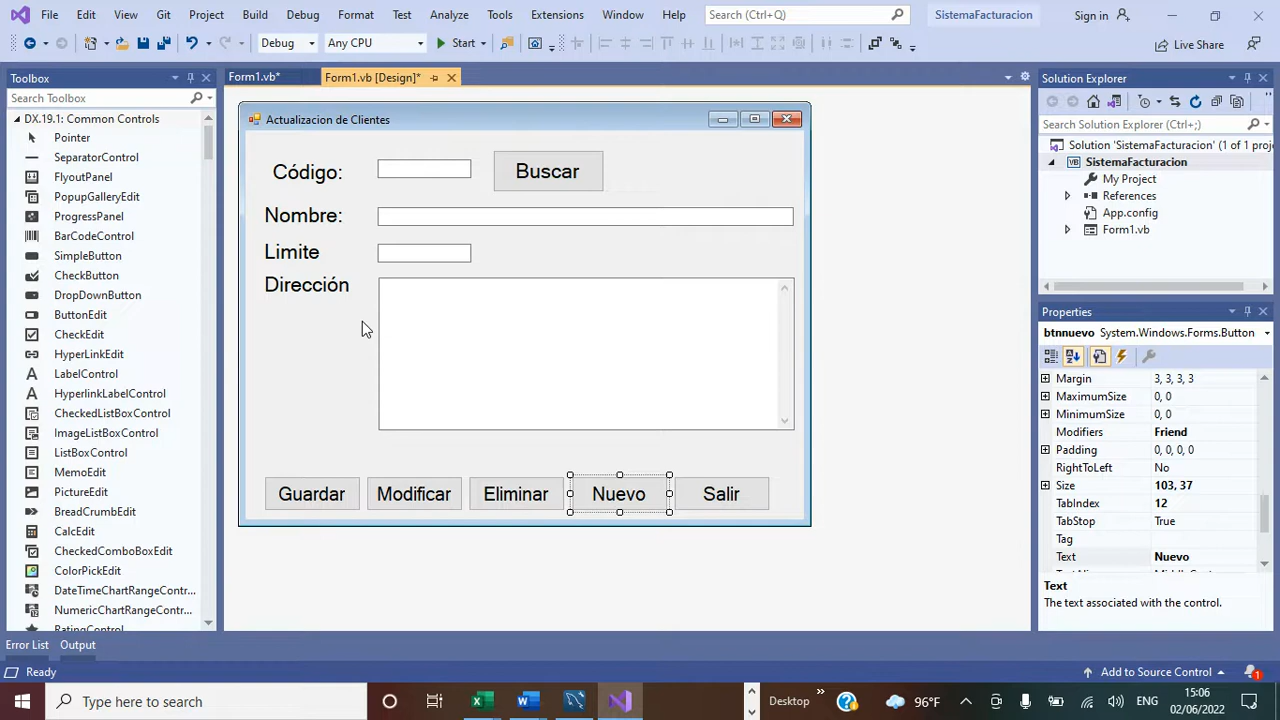 File Edit View Git Project Build Debug Format Test Analyze Tools Extensions Window Help Search (Ctrl+Q) SistemaFacturacion Sign in
Debug Any CPU Start Live Share
Toolbox
Search Toolbox
DX.19.1: Common Controls
Pointer
SeparatorControl
FlyoutPanel
PopupGalleryEdit
ProgressPanel
BarCodeControl
SimpleButton
CheckButton
DropDownButton
ButtonEdit
CheckEdit
HyperLinkEdit
LabelControl
HyperlinkLabelControl
CheckedListBoxControl
ImageListBoxControl
ListBoxControl
MemoEdit
PictureEdit
BreadCrumbEdit
CalcEdit
CheckedComboBoxEdit
ColorPickEdit
DateTimeChartRangeContr...
NumericChartRangeContr...
RatingControl
Form1.vb* Form1.vb [Design]*
Actualizacion de Clientes
Código: Buscar
Nombre:
Limite
Dirección
Guardar Modificar Eliminar Nuevo Salir
Solution Explorer
Search Solution Explorer (Ctrl+;)
Solution 'SistemaFacturacion' (1 of 1 proj
SistemaFacturacion
My Project
References
App.config
Form1.vb
Properties
btnnuevo System.Windows.Forms.Button
Margin 3, 3, 3, 3
MaximumSize 0, 0
MinimumSize 0, 0
Modifiers Friend
Padding 0, 0, 0, 0
RightToLeft No
Size 103, 37
TabIndex 12
TabStop True
Tag
Text Nuevo
Text
The text associated with the control.
Error List Output
Ready Add to Source Control 1
Type here to search Desktop 96°F ENG 15:06
02/06/2022